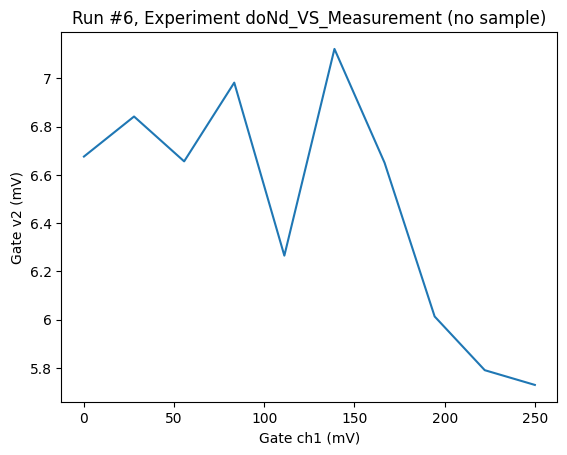 Run #6, Experiment doNd_VS_Measurement (no sample)
Gate v2 (mV)
7
6.8
6.6
6.4
6.2
6
5.8
0 50 100 150 200 250
Gate ch1 (mV)